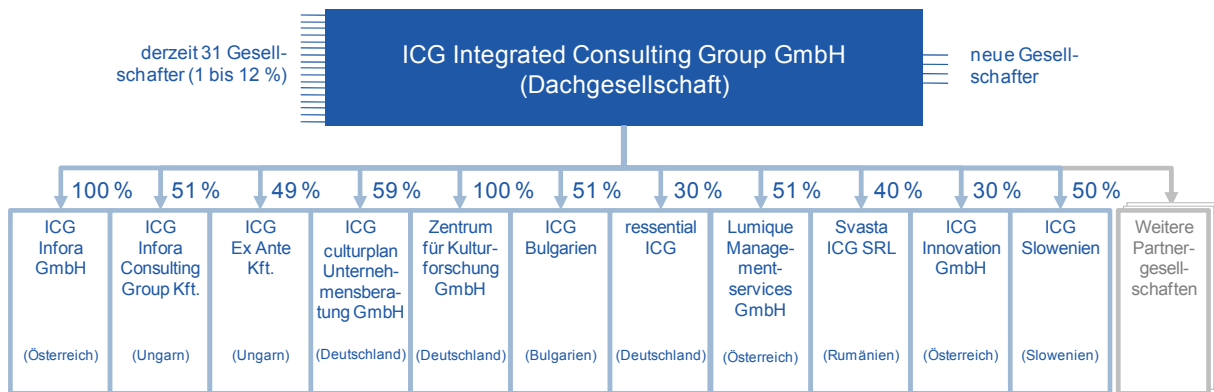 derzeit 31 Gesell-
schafter (1 bis 12 %)
ICG Integrated Consulting Group GmbH
(Dachgesellschaft)
neue Gesell-
schafter
100 %
51 %
49 %
59 %
100 %
51 %
30 %
51 %
40 %
30 %
50 %
ICG
Infora
GmbH
(Österreich)
ICG
Infora
Consulting
Group Kft.
(Ungarn)
ICG
Ex Ante
Kft.
(Ungarn)
ICG
culturplan
Unterneh-
mensbera-
tung GmbH
(Deutschland)
Zentrum
für Kultur-
forschung
GmbH
(Deutschland)
ICG
Bulgarien
(Bulgarien)
ressential
ICG
(Deutschland)
Lumique
Manage-
ment-
services
GmbH
(Österreich)
Svasta
ICG SRL
(Rumänien)
ICG
Innovation
GmbH
(Österreich)
ICG
Slowenien
(Slowenien)
Weitere
Partner-
gesell-
schaften